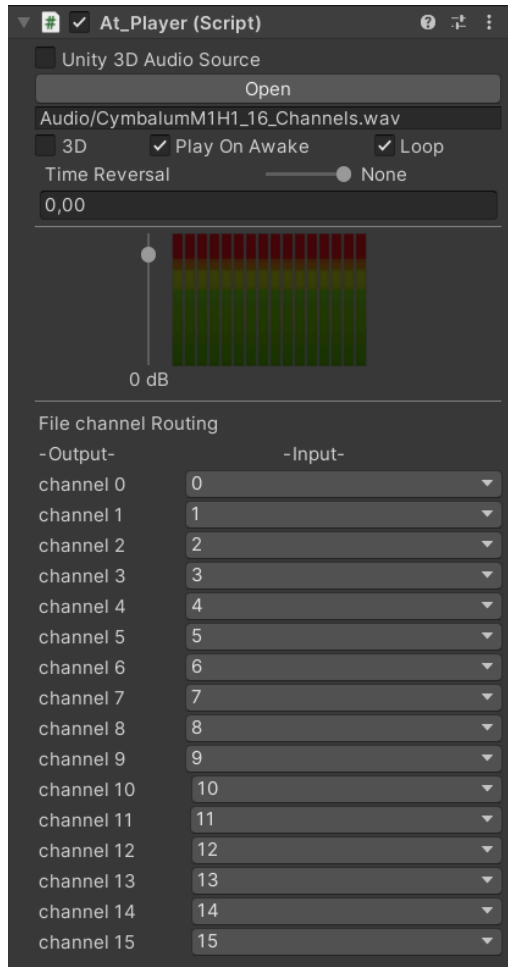 At_Player (Script)
Unity 3D Audio Source
Open
Audio/CymbalumM1H1_16_Channels.wav
3D Play On Awake Loop
Time Reversal None
0,00
0 dB
File channel Routing
-Output- -Input-
channel 0 0
channel 1 1
channel 2 2
channel 3 3
channel 4 4
channel 5 5
channel 6 6
channel 7 7
channel 8 8
channel 9 9
channel 10 10
channel 11 11
channel 12 12
channel 13 13
channel 14 14
channel 15 15